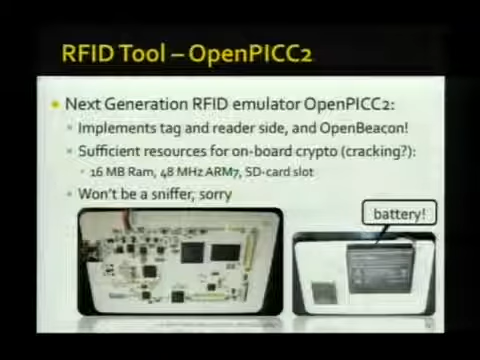 RFID Tool – OpenPICC2
Next Generation RFID emulator OpenPICC2:
Implements tag and reader side, and OpenBeacon!
Sufficient resources for on-board crypto (cracking?):
16 MB Ram, 48 MHz ARM7, SD-card slot
Won't be a sniffer, sorry
battery!